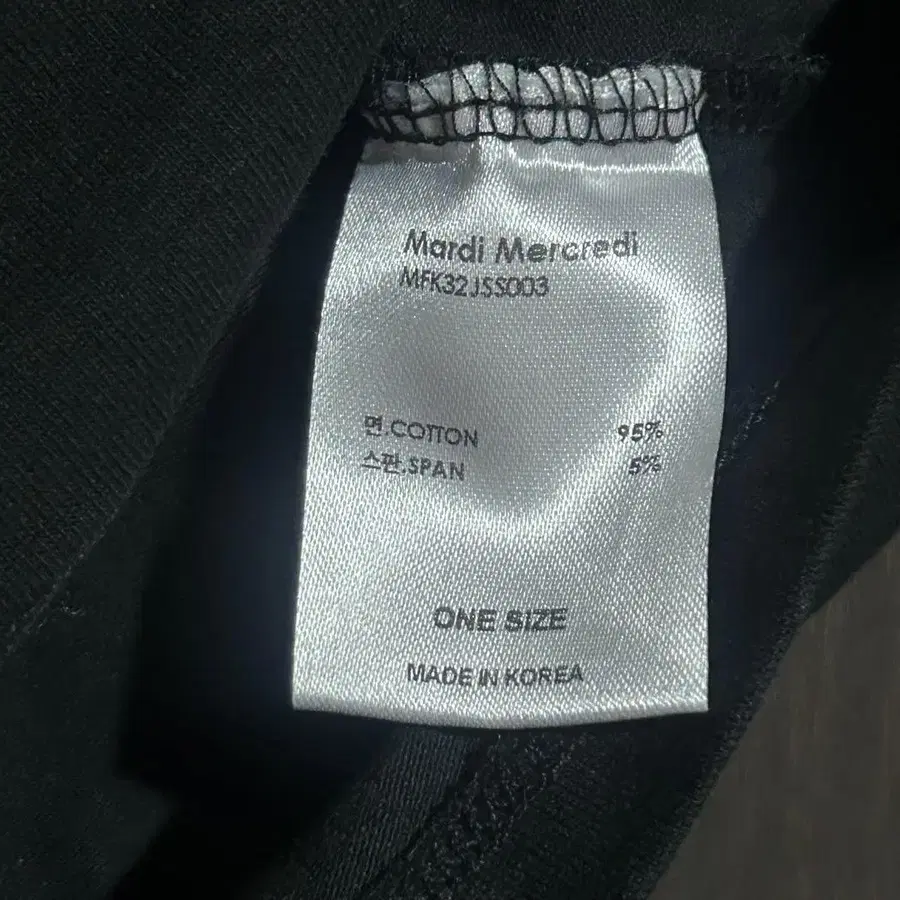 Mardi Mercredi
MFK32JSS003
면.COTTON 95%
스판.SPAN 5%
ONE SIZE
MADE IN KOREA